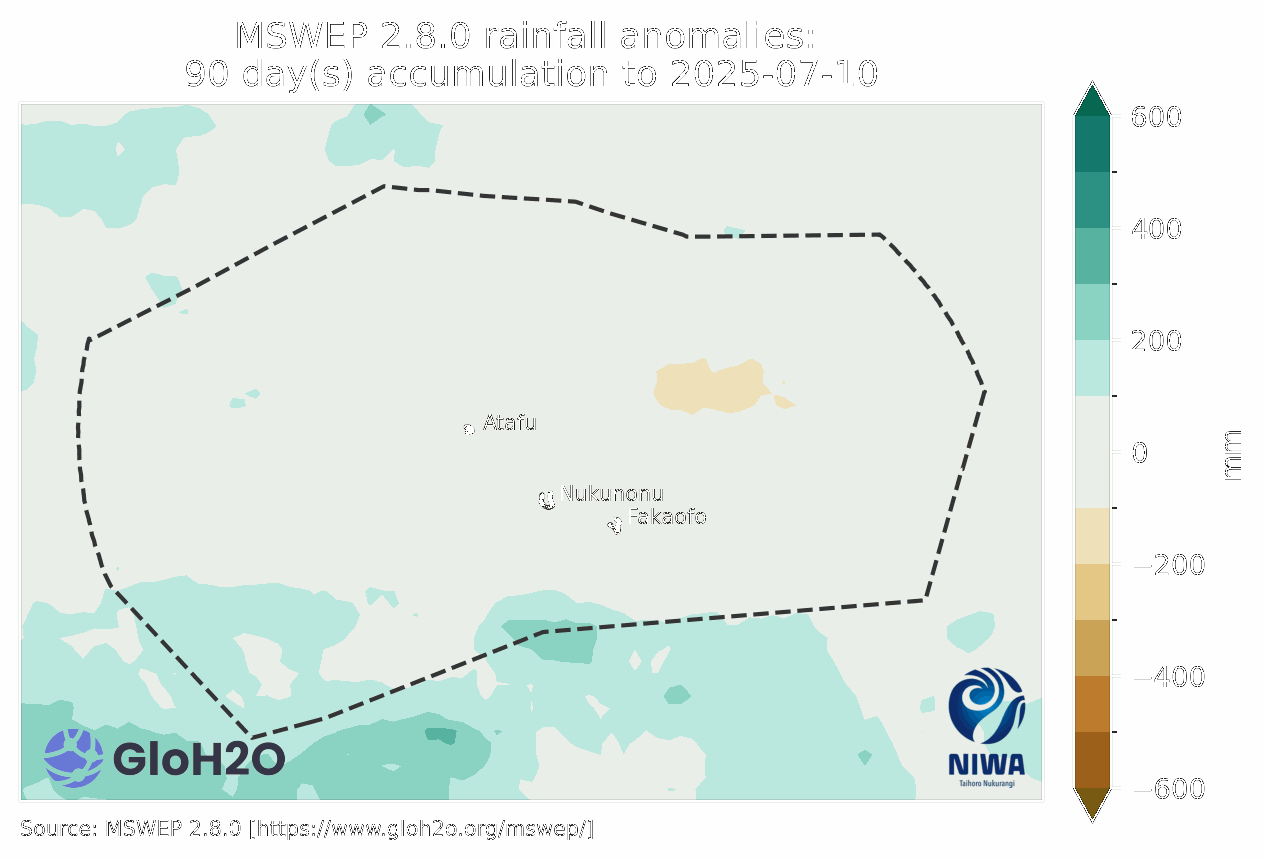 MSWEP 2.8.0 rainfall anomalies:
90 day(s) accumulation to 2025-07-10
600
400
200
0
−200
−400
−600
mm
Atafu
Nukunonu
Fakaofo
GloH2O
NIWA
Taihoro Nukurangi
Source: MSWEP 2.8.0 [https://www.gloh2o.org/mswep/]